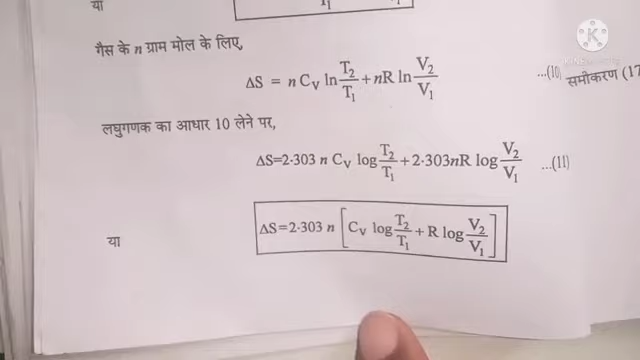 या
गैस के n ग्राम मोल के लिए,
ΔS = n C_V ln T₂/T₁ + nR ln V₂/V₁ ...(10)
समीकरण (17
लघुगणक का आधार 10 लेने पर,
ΔS=2·303 n C_V log T₂/T₁ + 2·303nR log V₂/V₁ ...(11)
या ΔS=2·303 n [C_V log T₂/T₁ + R log V₂/V₁]
K